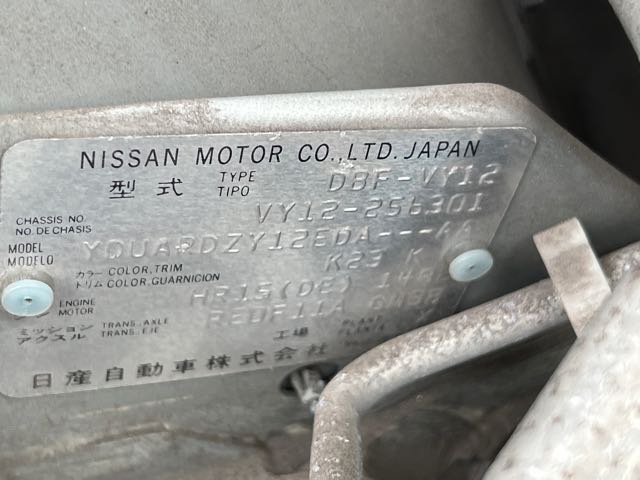 NISSAN MOTOR CO.,LTD. JAPAN
型式 TYPE TIPO DBF-VY12
CHASSIS NO. NO. DE CHASIS VY12-256301
MODEL MODELO
カラー COLOR, TRIM トリム COLOR, GUARNICION K23 K
ENGINE MOTOR HR15(DE)
ミッション アクスル TRANS., AXLE TRANS., EJE RE0F11A 工場 PLANT
日産自動車株式会社